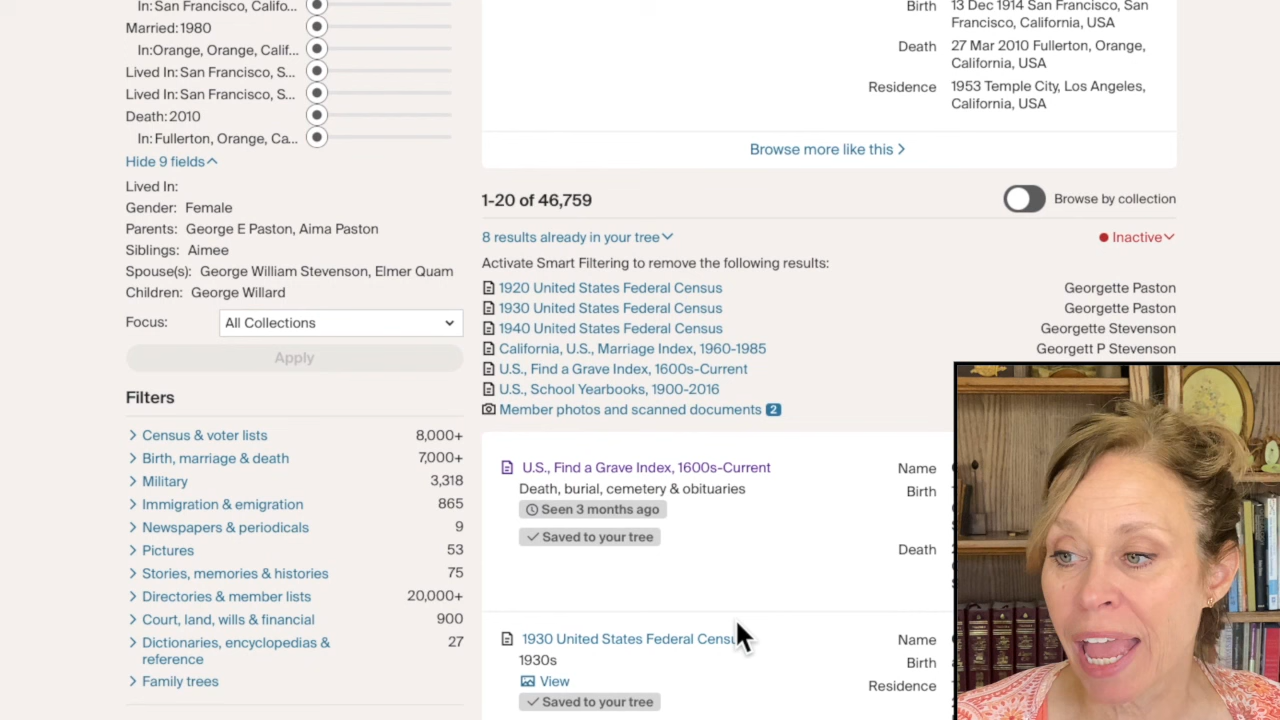 In: San Francisco, Califo...
Married: 1980
In: Orange, Orange, Calif...
Lived In: San Francisco, S...
Lived In: San Francisco, S...
Death: 2010
In: Fullerton, Orange, Ca...
Hide 9 fields
Lived In:
Gender: Female
Parents: George E Paston, Aima Paston
Siblings: Aimee
Spouse(s): George William Stevenson, Elmer Quam
Children: George Willard
Focus: All Collections
Apply
Filters
Census & voter lists 8,000+
Birth, marriage & death 7,000+
Military 3,318
Immigration & emigration 865
Newspapers & periodicals 9
Pictures 53
Stories, memories & histories 75
Directories & member lists 20,000+
Court, land, wills & financial 900
Dictionaries, encyclopedias & 27
reference
Family trees
Birth 13 Dec 1914 San Francisco, San
Francisco, California, USA
Death 27 Mar 2010 Fullerton, Orange,
California, USA
Residence 1953 Temple City, Los Angeles,
California, USA
Browse more like this
1-20 of 46,759 Browse by collection
8 results already in your tree Inactive
Activate Smart Filtering to remove the following results:
1920 United States Federal Census Georgette Paston
1930 United States Federal Census Georgette Paston
1940 United States Federal Census Georgette Stevenson
California, U.S., Marriage Index, 1960-1985 Georgett P Stevenson
U.S., Find a Grave Index, 1600s-Current
U.S., School Yearbooks, 1900-2016
Member photos and scanned documents 2
U.S., Find a Grave Index, 1600s-Current Name
Death, burial, cemetery & obituaries Birth
Seen 3 months ago
Saved to your tree Death
1930 United States Federal Census Name
1930s Birth
View Residence
Saved to your tree